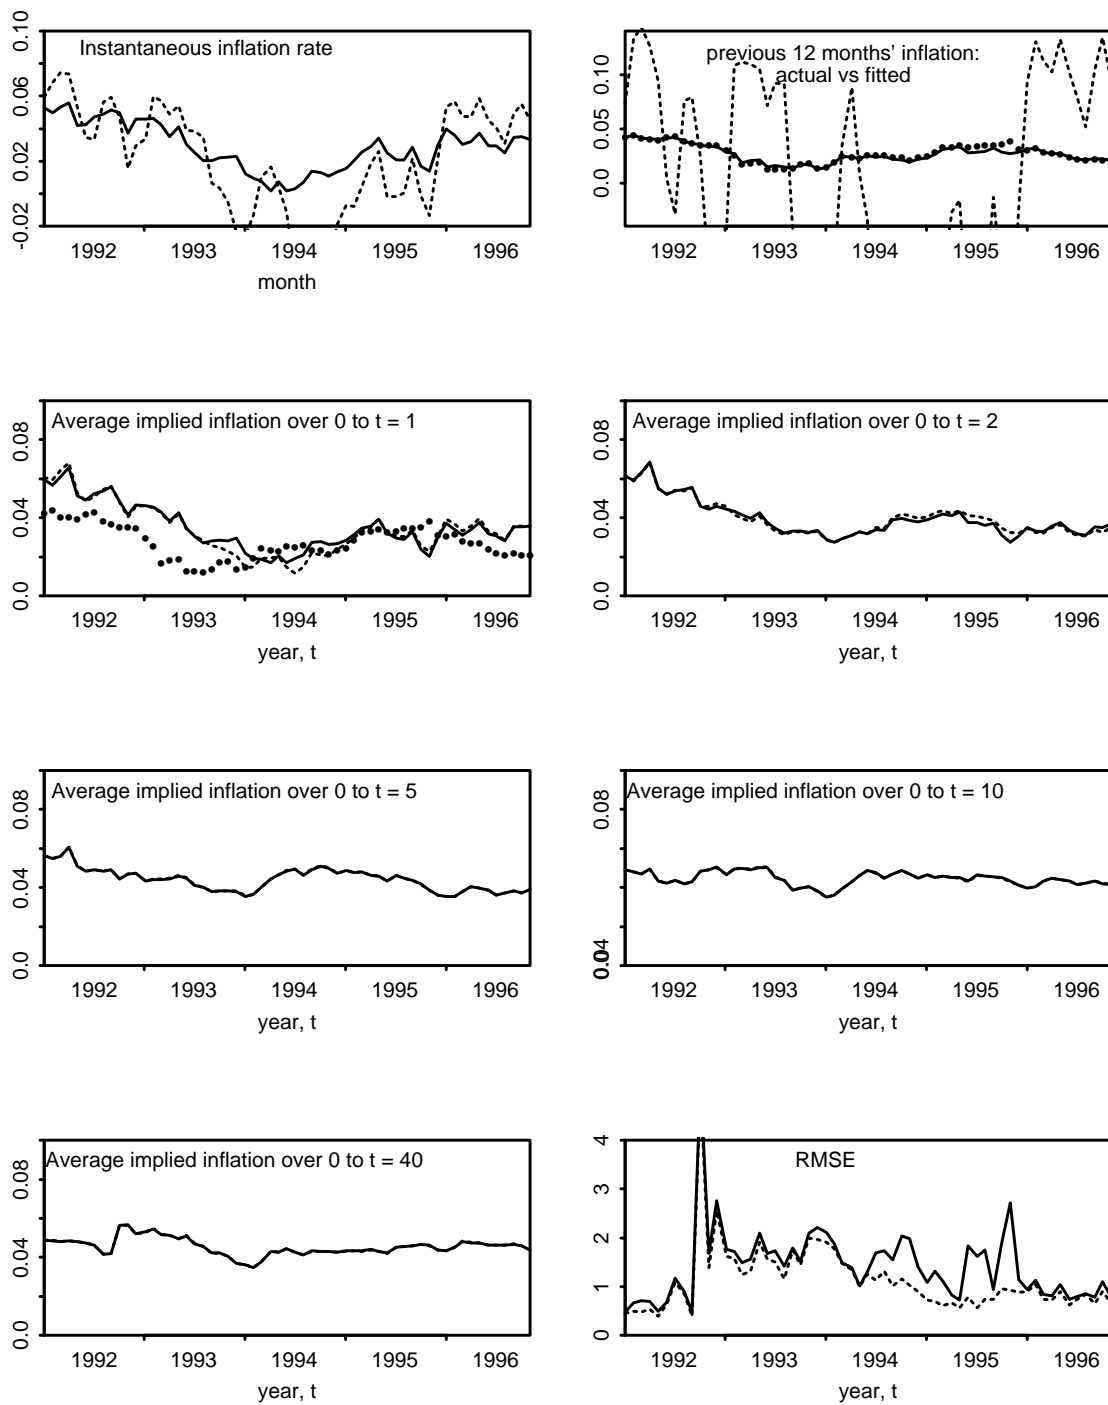 Instantaneous inflation rate
0.10
0.06
0.02
-0.02
1992 1993 1994 1995 1996
month
previous 12 months' inflation:
actual vs fitted
0.10
0.05
0.0
1992 1993 1994 1995 1996
Average implied inflation over 0 to t = 1
0.08
0.04
0.0
1992 1993 1994 1995 1996
year, t
Average implied inflation over 0 to t = 2
0.08
0.04
0.0
1992 1993 1994 1995 1996
year, t
Average implied inflation over 0 to t = 5
0.08
0.04
0.0
1992 1993 1994 1995 1996
year, t
Average implied inflation over 0 to t = 10
0.08
0.04
0.0
1992 1993 1994 1995 1996
year, t
Average implied inflation over 0 to t = 40
0.08
0.04
0.0
1992 1993 1994 1995 1996
year, t
RMSE
4
3
2
1
0
1992 1993 1994 1995 1996
year, t